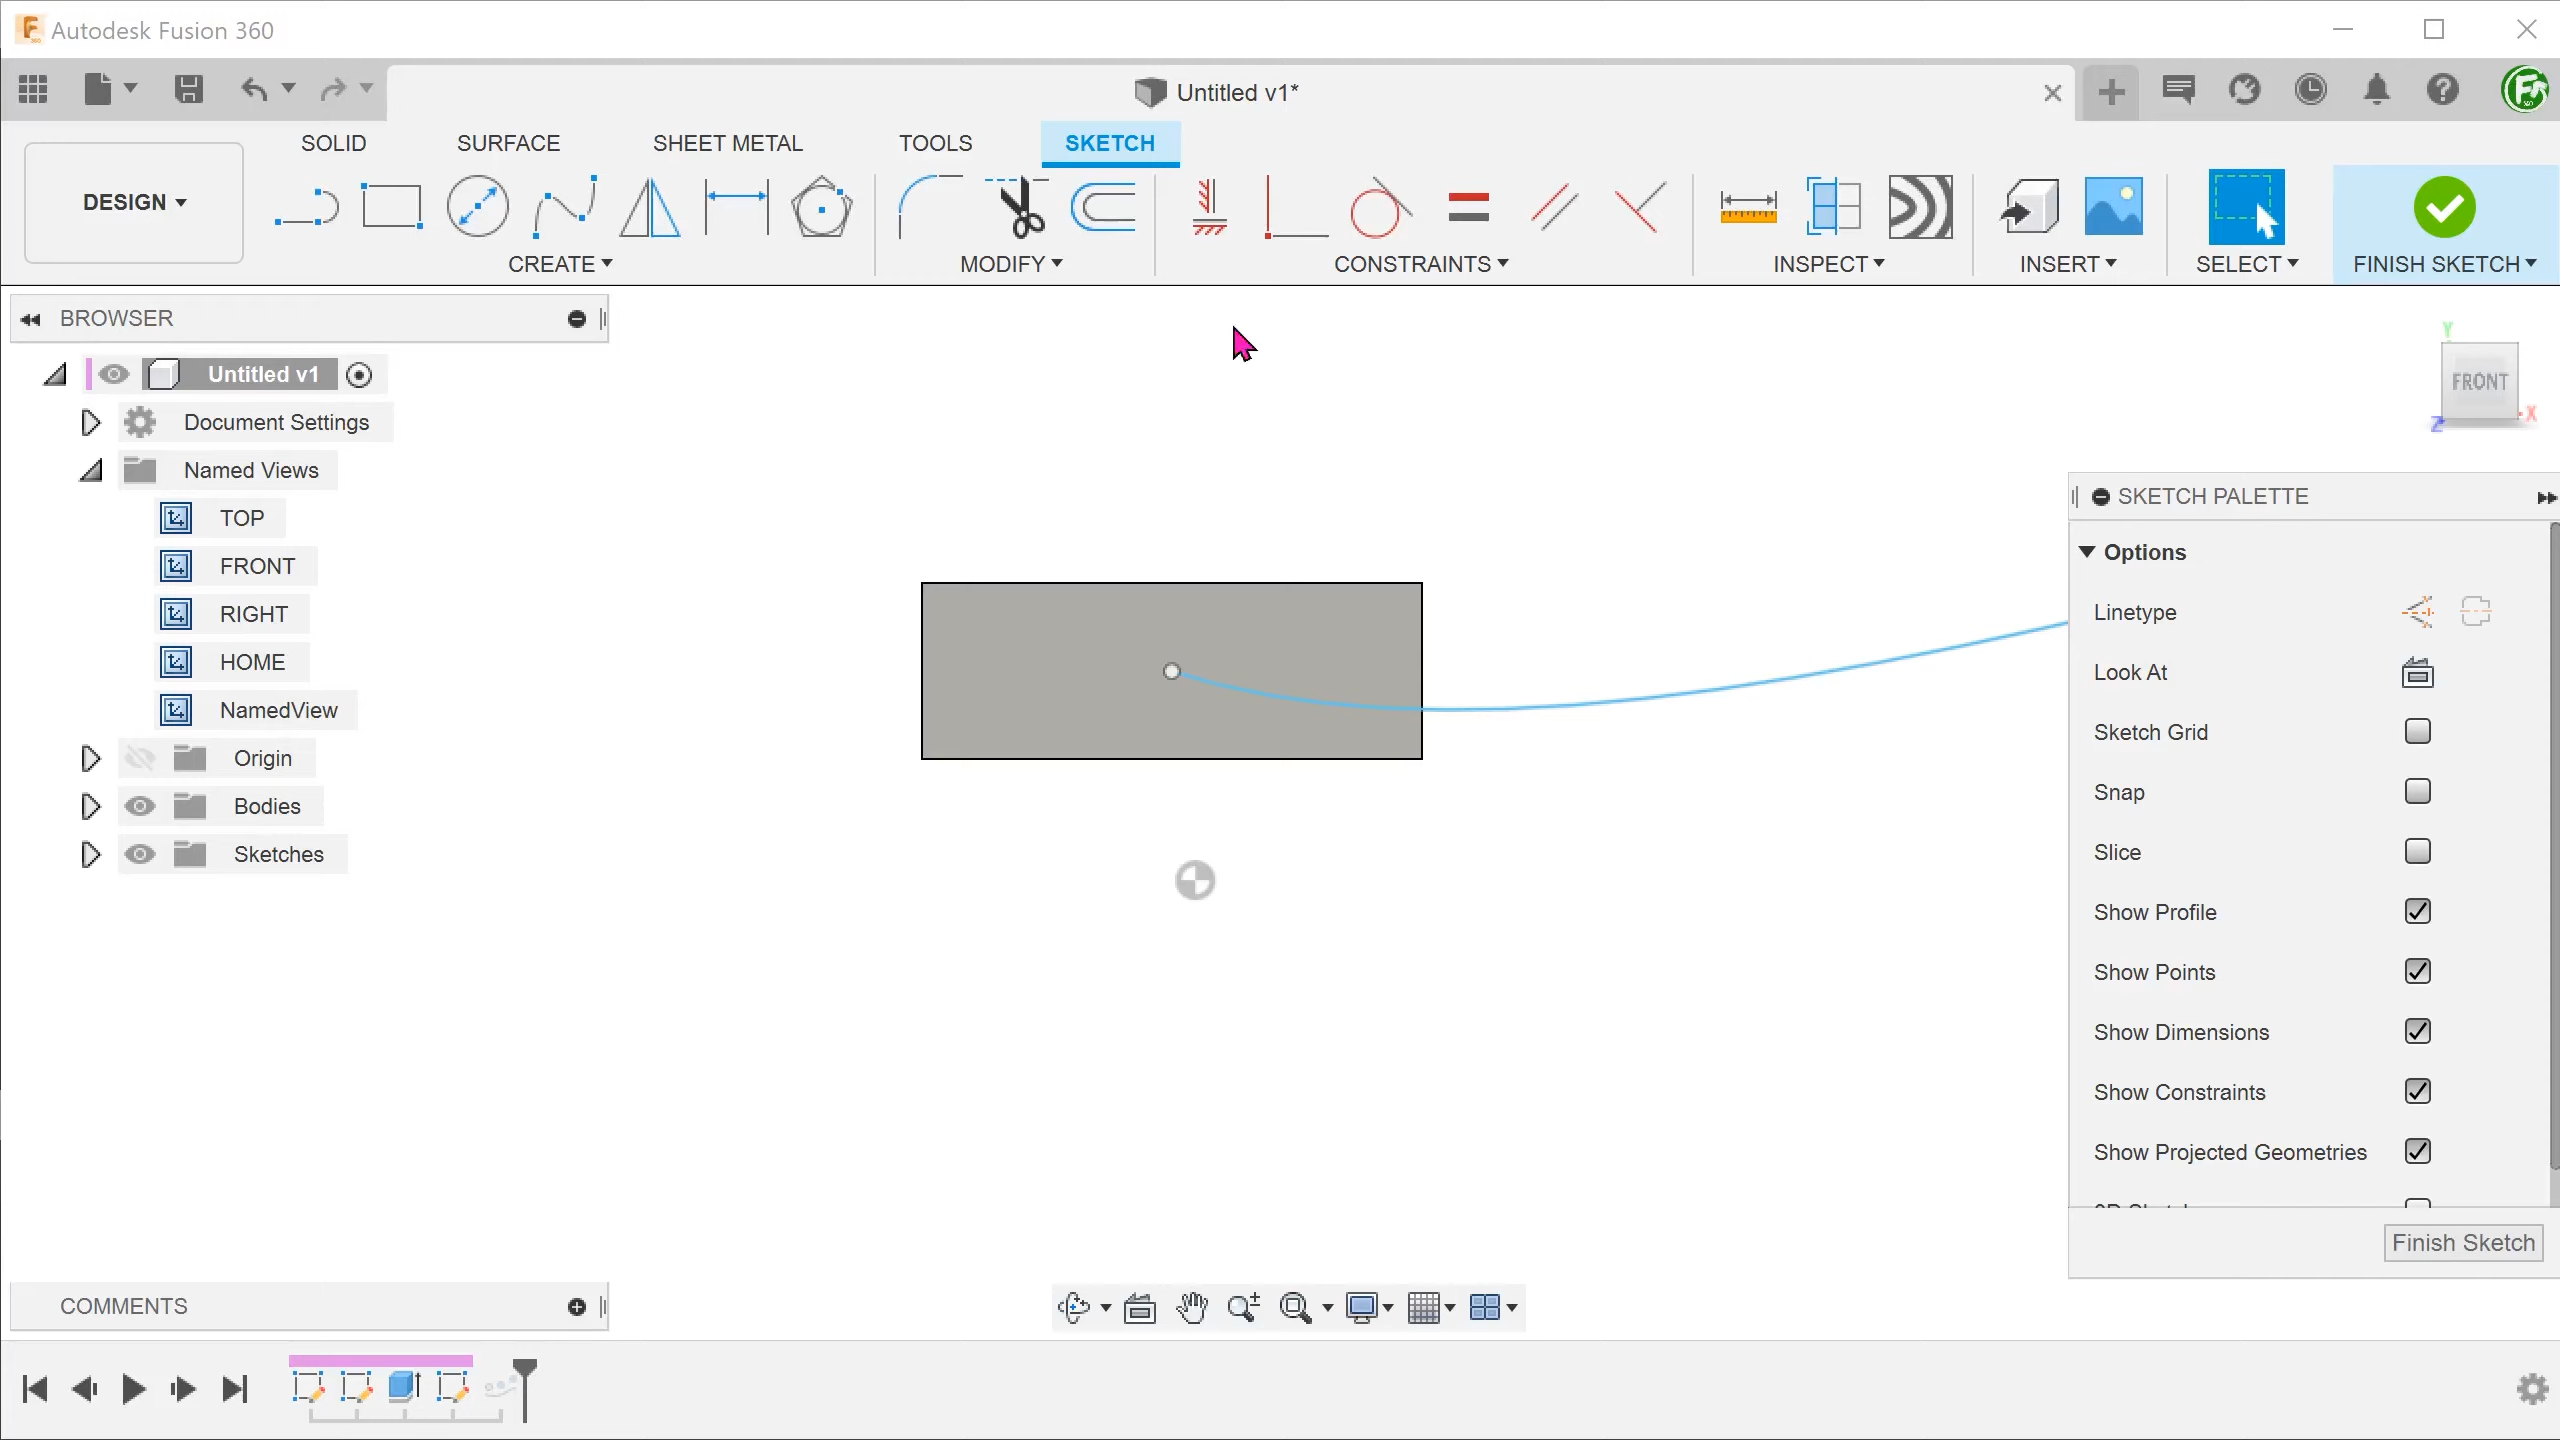 Autodesk Fusion 360
Untitled v1*
SOLID SURFACE SHEET METAL TOOLS SKETCH
DESIGN
CREATE MODIFY CONSTRAINTS INSPECT INSERT SELECT FINISH SKETCH
BROWSER
Untitled v1
Document Settings
Named Views
TOP
FRONT
RIGHT
HOME
NamedView
Origin
Bodies
Sketches
Y
FRONT
X
Z
SKETCH PALETTE
Options
Linetype
Look At
Sketch Grid
Snap
Slice
Show Profile
Show Points
Show Dimensions
Show Constraints
Show Projected Geometries
Finish Sketch
COMMENTS